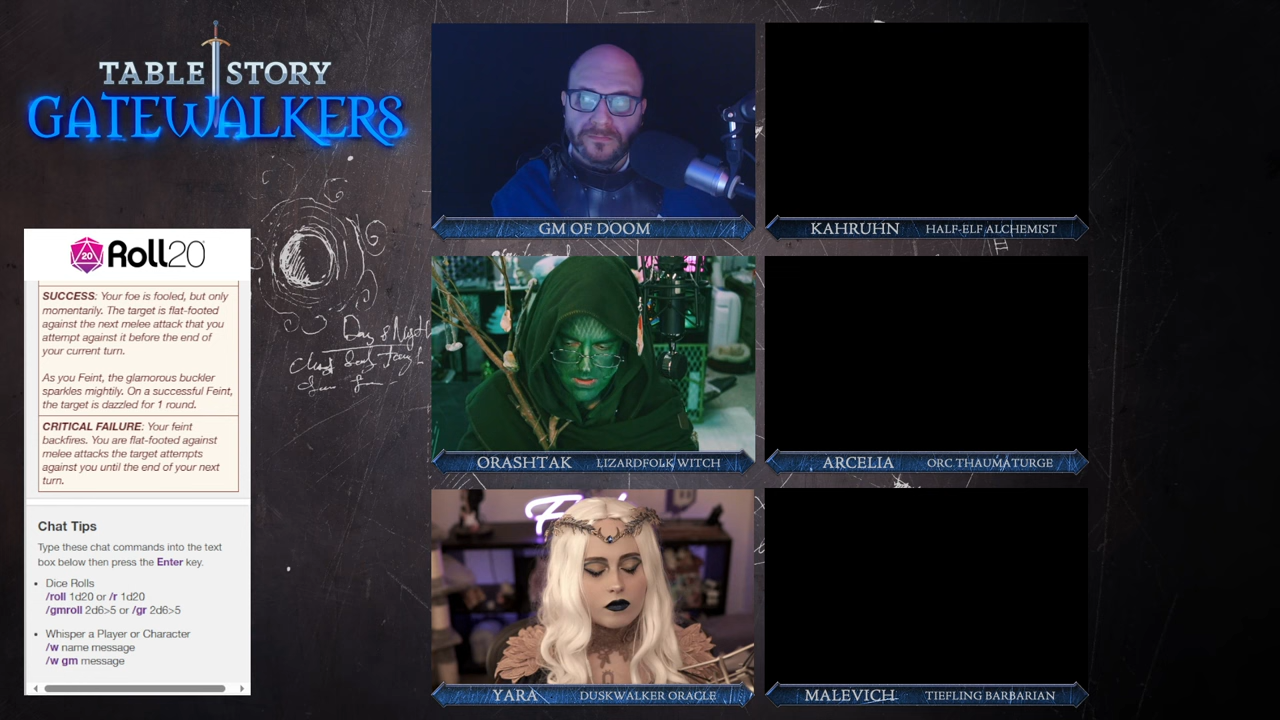 TABLE STORY
GATEWALKERS
Roll20
20
SUCCESS: Your foe is fooled, but only
momentarily. The target is flat-footed
against the next melee attack that you
attempt against it before the end of
your current turn.
As you Feint, the glamorous buckler
sparkles mightily. On a successful Feint,
the target is dazzled for 1 round.
CRITICAL FAILURE: Your feint
backfires. You are flat-footed against
melee attacks the target attempts
against you until the end of your next
turn.
Chat Tips
Type these chat commands into the text
box below then press the Enter key.
Dice Rolls
/roll 1d20 or /r 1d20
/gmroll 2d6>5 or /gr 2d6>5
Whisper a Player or Character
/w name message
/w gm message
Day & Night
GM OF DOOM
KAHRUHN HALF-ELF ALCHEMIST
ORASHTAK LIZARDFOLK WITCH
ARCELIA ORC THAUMATURGE
YARA DUSKWALKER ORACLE
MALEVICH TIEFLING BARBARIAN